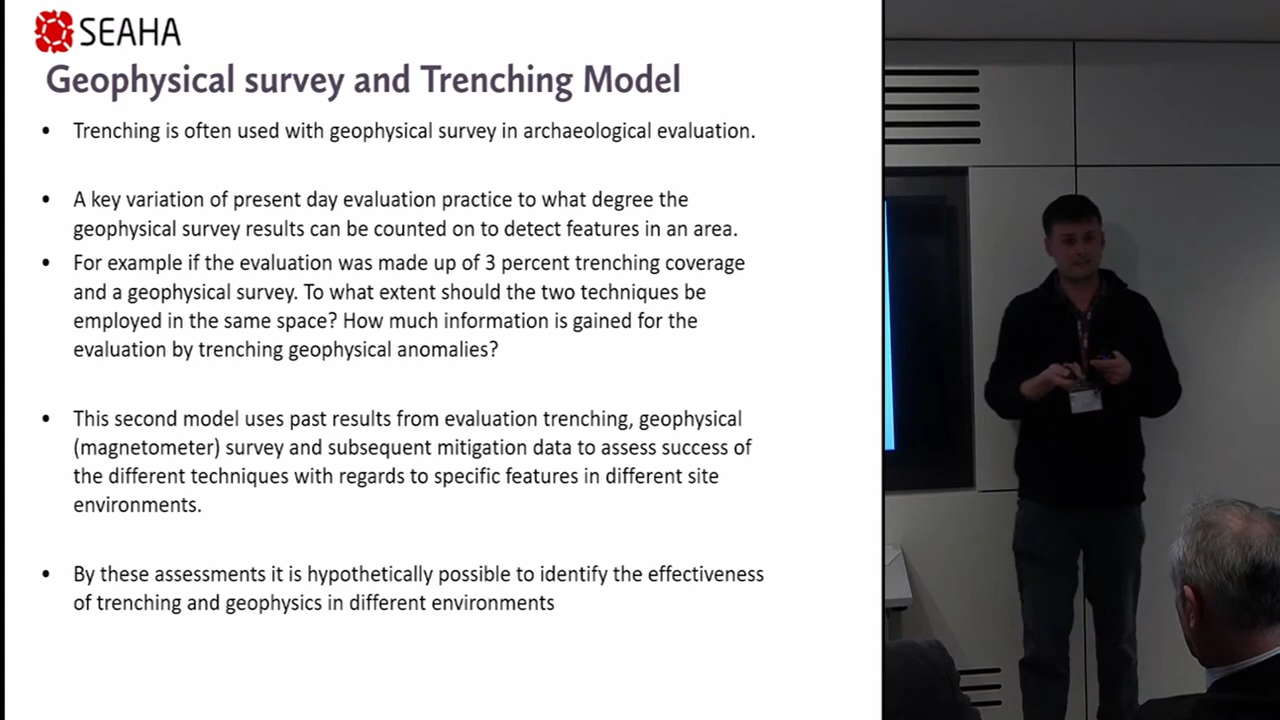 SEAHA
Geophysical survey and Trenching Model
• Trenching is often used with geophysical survey in archaeological evaluation.
• A key variation of present day evaluation practice to what degree the
geophysical survey results can be counted on to detect features in an area.
• For example if the evaluation was made up of 3 percent trenching coverage
and a geophysical survey. To what extent should the two techniques be
employed in the same space? How much information is gained for the
evaluation by trenching geophysical anomalies?
• This second model uses past results from evaluation trenching, geophysical
(magnetometer) survey and subsequent mitigation data to assess success of
the different techniques with regards to specific features in different site
environments.
• By these assessments it is hypothetically possible to identify the effectiveness
of trenching and geophysics in different environments